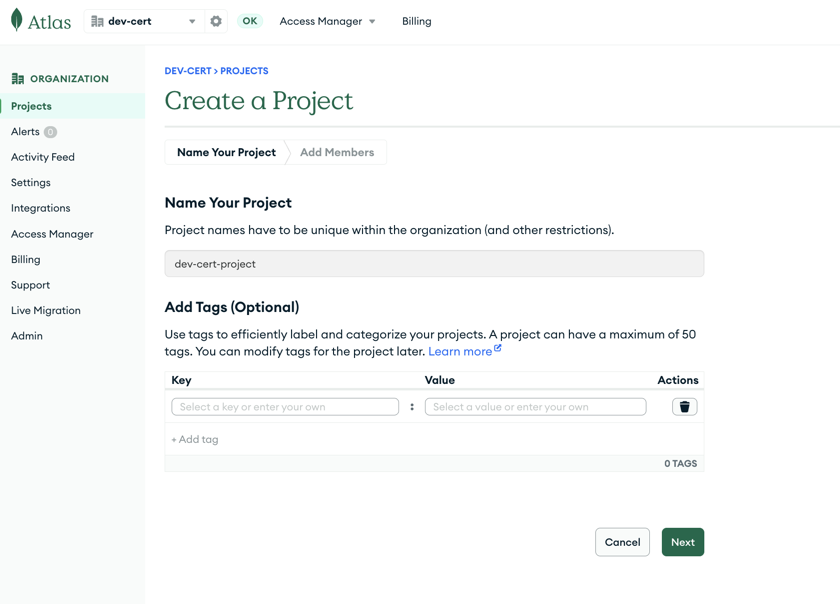 Atlas
dev-cert
OK
Access Manager
Billing
ORGANIZATION
Projects
Alerts 0
Activity Feed
Settings
Integrations
Access Manager
Billing
Support
Live Migration
Admin
DEV-CERT > PROJECTS
Create a Project
Name Your Project
Add Members
Name Your Project
Project names have to be unique within the organization (and other restrictions).
dev-cert-project
Add Tags (Optional)
Use tags to efficiently label and categorize your projects. A project can have a maximum of 50
tags. You can modify tags for the project later. Learn more
Key Value Actions
Select a key or enter your own : Select a value or enter your own
+ Add tag
0 TAGS
Cancel Next